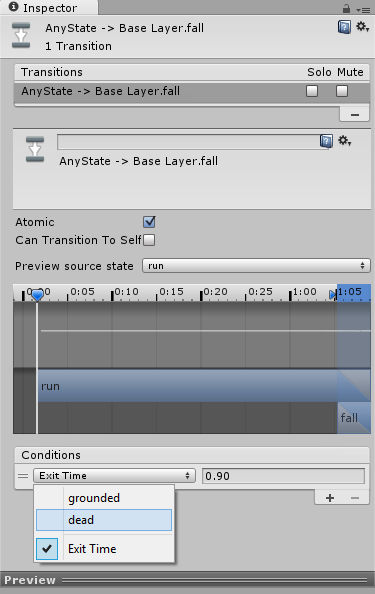 Inspector
AnyState -> Base Layer.fall
1 Transition
Transitions Solo Mute
AnyState -> Base Layer.fall
AnyState -> Base Layer.fall
Atomic
Can Transition To Self
Preview source state run
0:00 0:05 0:10 0:15 0:20 0:25 1:00 1:05
run
fall
Conditions
Exit Time 0.90
grounded
dead
Exit Time
Preview